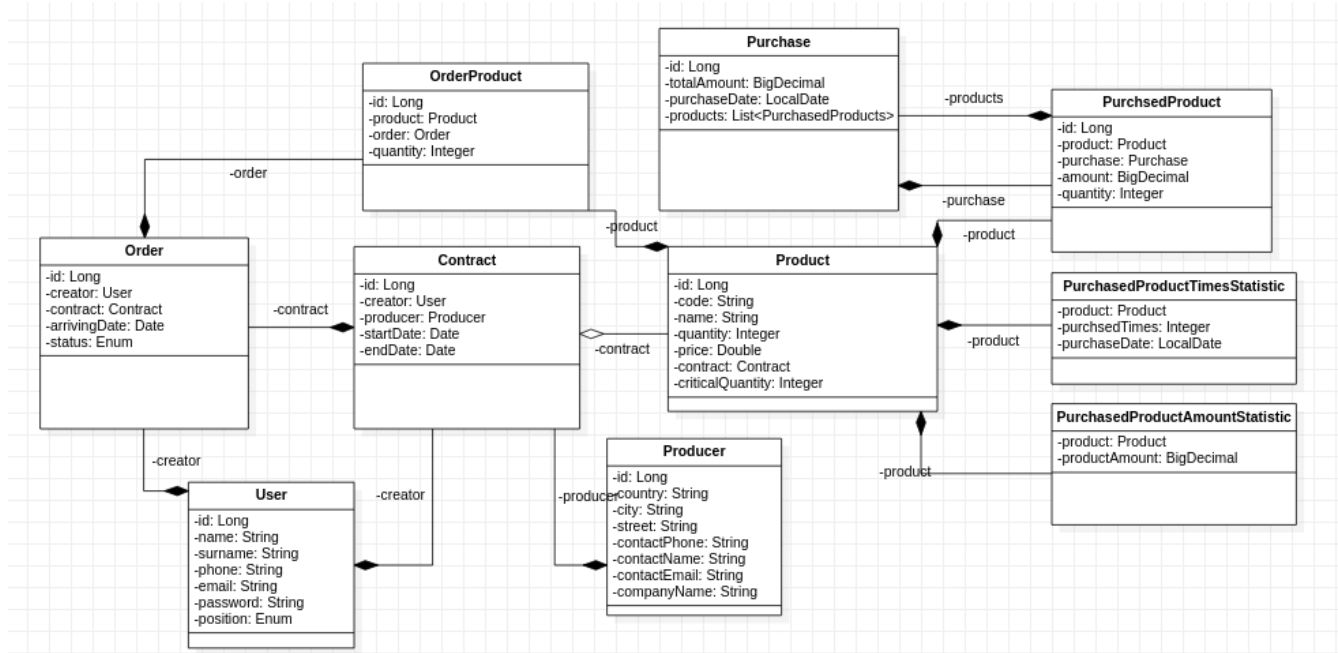 Purchase
-id: Long
-totalAmount: BigDecimal
-purchaseDate: LocalDate
-products: List<PurchasedProducts>
OrderProduct
-id: Long
-product: Product
-order: Order
-quantity: Integer
-products
PurchsedProduct
-id: Long
-product: Product
-purchase: Purchase
-amount: BigDecimal
-quantity: Integer
-order
-purchase
-product
-product
Order
-id: Long
-creator: User
-contract: Contract
-arrivingDate: Date
-status: Enum
-contract
Contract
-id: Long
-creator: User
-producer: Producer
-startDate: Date
-endDate: Date
-contract
Product
-id: Long
-code: String
-name: String
-quantity: Integer
-price: Double
-contract: Contract
-criticalQuantity: Integer
-product
PurchasedProductTimesStatistic
-product: Product
-purchsedTimes: Integer
-purchaseDate: LocalDate
PurchasedProductAmountStatistic
-product: Product
-productAmount: BigDecimal
-product
-creator
-creator
-producer
User
-id: Long
-name: String
-surname: String
-phone: String
-email: String
-password: String
-position: Enum
Producer
-id: Long
-country: String
-city: String
-street: String
-contactPhone: String
-contactName: String
-contactEmail: String
-companyName: String